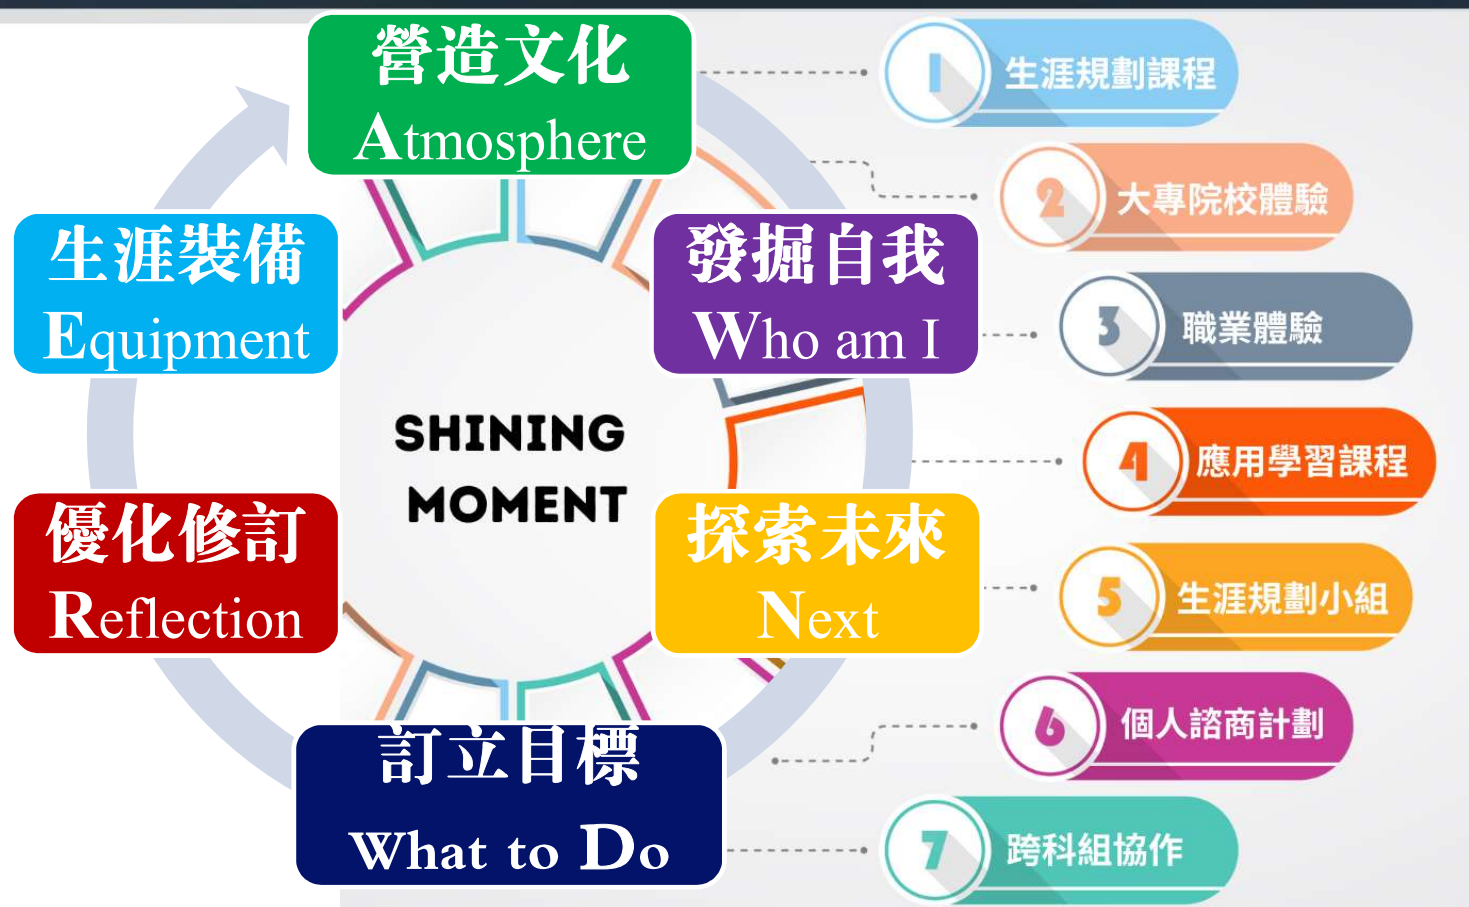 營造文化
Atmosphere
發掘自我
Who am I
探索未來
Next
訂立目標
What to Do
優化修訂
Reflection
生涯裝備
Equipment
SHINING
MOMENT
1 生涯規劃課程
2 大專院校體驗
3 職業體驗
4 應用學習課程
5 生涯規劃小組
6 個人諮商計劃
7 跨科組協作